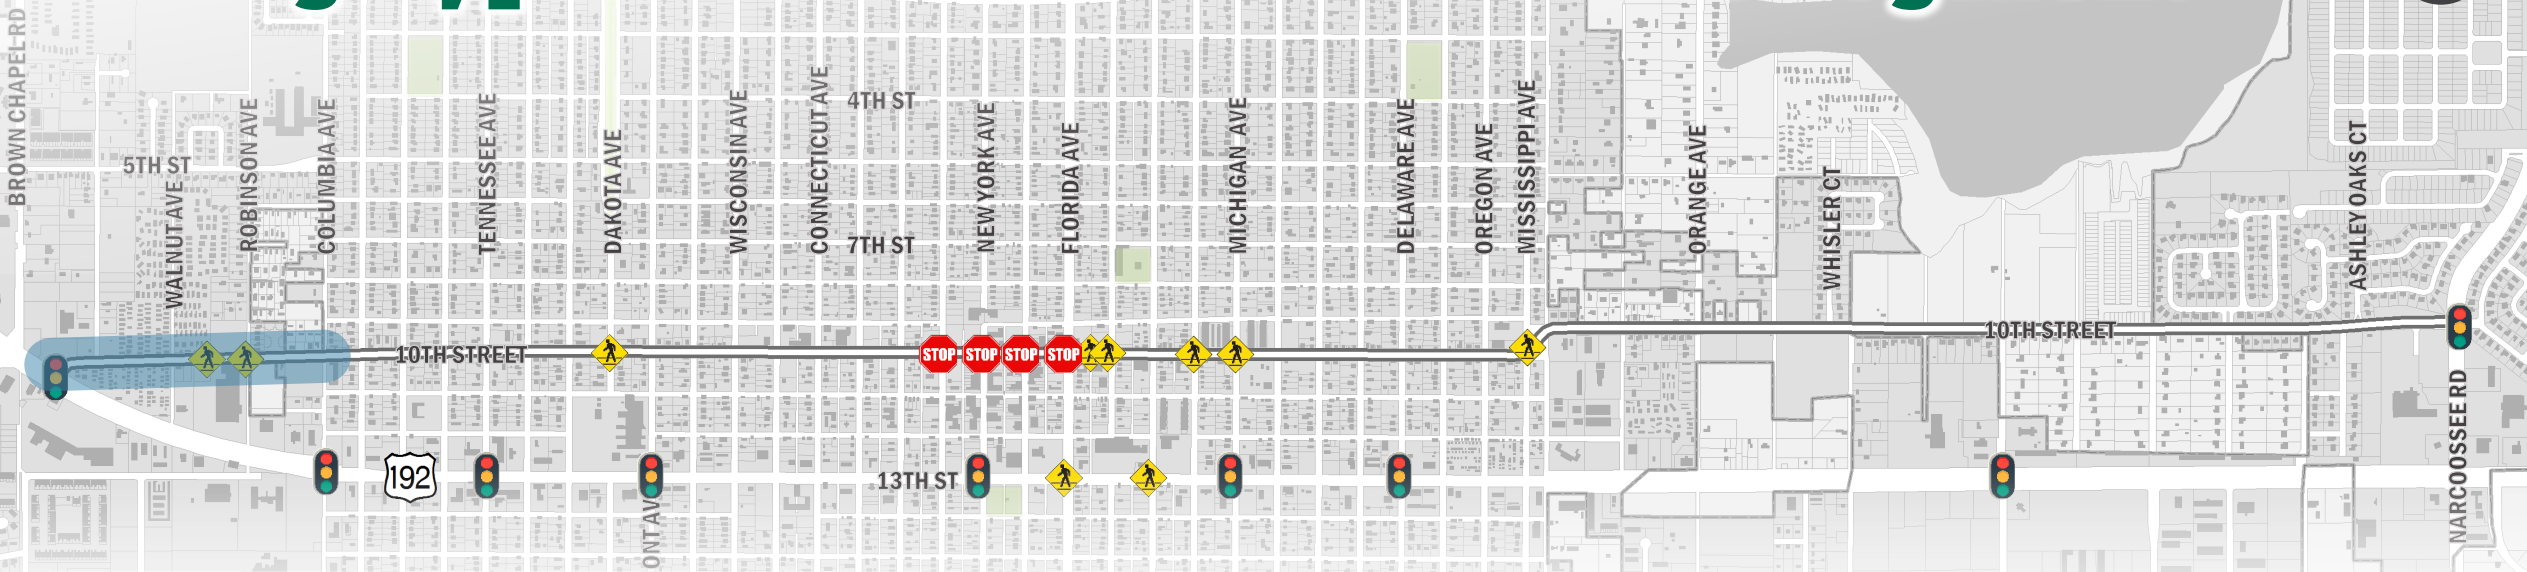 BROWN CHAPEL RD
5TH ST
WALNUT AVE
ROBINSON AVE
COLUMBIA AVE
TENNESSEE AVE
DAKOTA AVE
WISCONSIN AVE
CONNECTICUT AVE
4TH ST
7TH ST
NEW YORK AVE
FLORIDA AVE
MICHIGAN AVE
DELAWARE AVE
OREGON AVE
MISSISSIPPI AVE
ORANGE AVE
WHISLER CT
ASHLEY OAKS CT
10TH STREET
STOP
STOP
STOP
STOP
10TH STREET
192
13TH ST
NARCOOSSEE RD